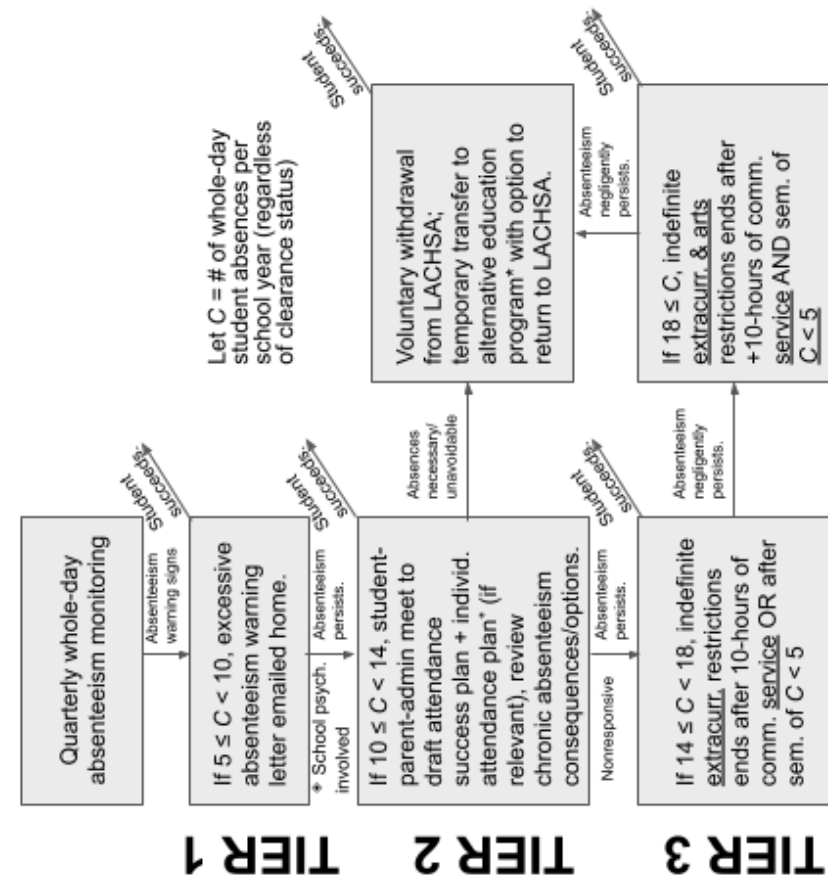 Quarterly whole-day
absenteeism monitoring
Absenteeism
warning signs
Let C = # of whole-day
student absences per
school year (regardless
of clearance status)
TIER 1
If 5 ≤ C < 10, excessive
absenteeism warning
letter emailed home.
Student
succeeds.
* School psych.
involved
Absenteeism
persists.
Student
succeeds.
TIER 2
If 10 ≤ C < 14, student-
parent-admin meet to
draft attendance
success plan + individ.
attendance plan* (if
relevant), review
chronic absenteeism
consequences/options.
Absences
necessary/
unavoidable
Voluntary withdrawal
from LACHSA;
temporary transfer to
alternative education
program* with option to
return to LACHSA.
Student
succeeds.
Nonresponsive
Absenteeism
persists.
Student
succeeds.
Absenteeism
negligently
persists.
TIER 3
If 14 ≤ C < 18, indefinite
extracurr. restrictions
ends after 10-hours of
comm. service OR after
sem. of C < 5
Absenteeism
negligently
persists.
If 18 ≤ C, indefinite
extracurr. & arts
restrictions ends after
+10-hours of comm.
service AND sem. of
C < 5
Student
succeeds.